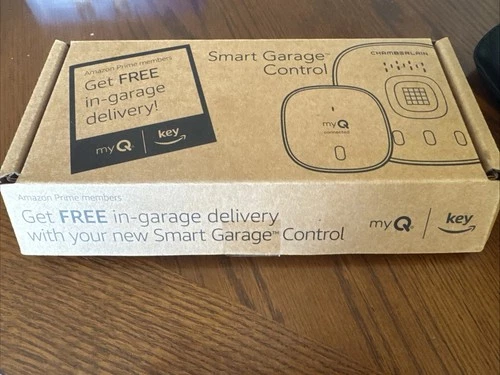 Amazon Prime members
Get FREE
in-garage
delivery!
myQ | key
Smart Garage™
Control
CHAMBERLAIN
myQ
connected
Amazon Prime members
Get FREE in-garage delivery
with your new Smart Garage™ Control
myQ | key